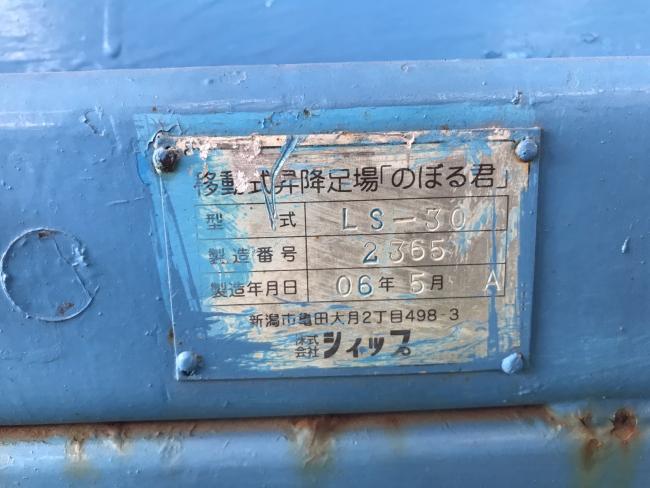 移動式昇降足場「のぼる君」
型式 LS-30
製造番号 2365
製造年月日 06年5月 A
新潟市亀田大月2丁目498-3
株式会社 シィップ